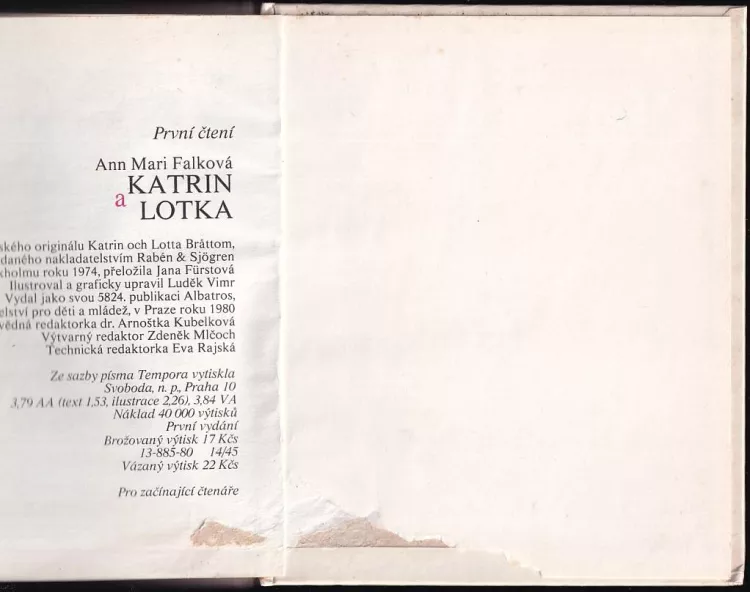 První čtení
Ann Mari Falková
KATRIN
a
LOTKA
ského originálu Katrin och Lotta Bråttom,
daného nakladatelstvím Rabén & Sjögren
kholmu roku 1974, přeložila Jana Fürstová
Ilustroval a graficky upravil Luděk Vimr
Vydal jako svou 5824. publikaci Albatros,
elství pro děti a mládež, v Praze roku 1980
vědná redaktorka dr. Arnoštka Kubelková
Výtvarný redaktor Zdeněk Mlčoch
Technická redaktorka Eva Rajská
Ze sazby písma Tempora vytiskla
Svoboda, n. p., Praha 10
3,79 AA (text 1,53, ilustrace 2,26), 3,84 VA
Náklad 40 000 výtisků
První vydání
Brožovaný výtisk 17 Kčs
13-885-80 14/45
Vázaný výtisk 22 Kčs
Pro začínající čtenáře